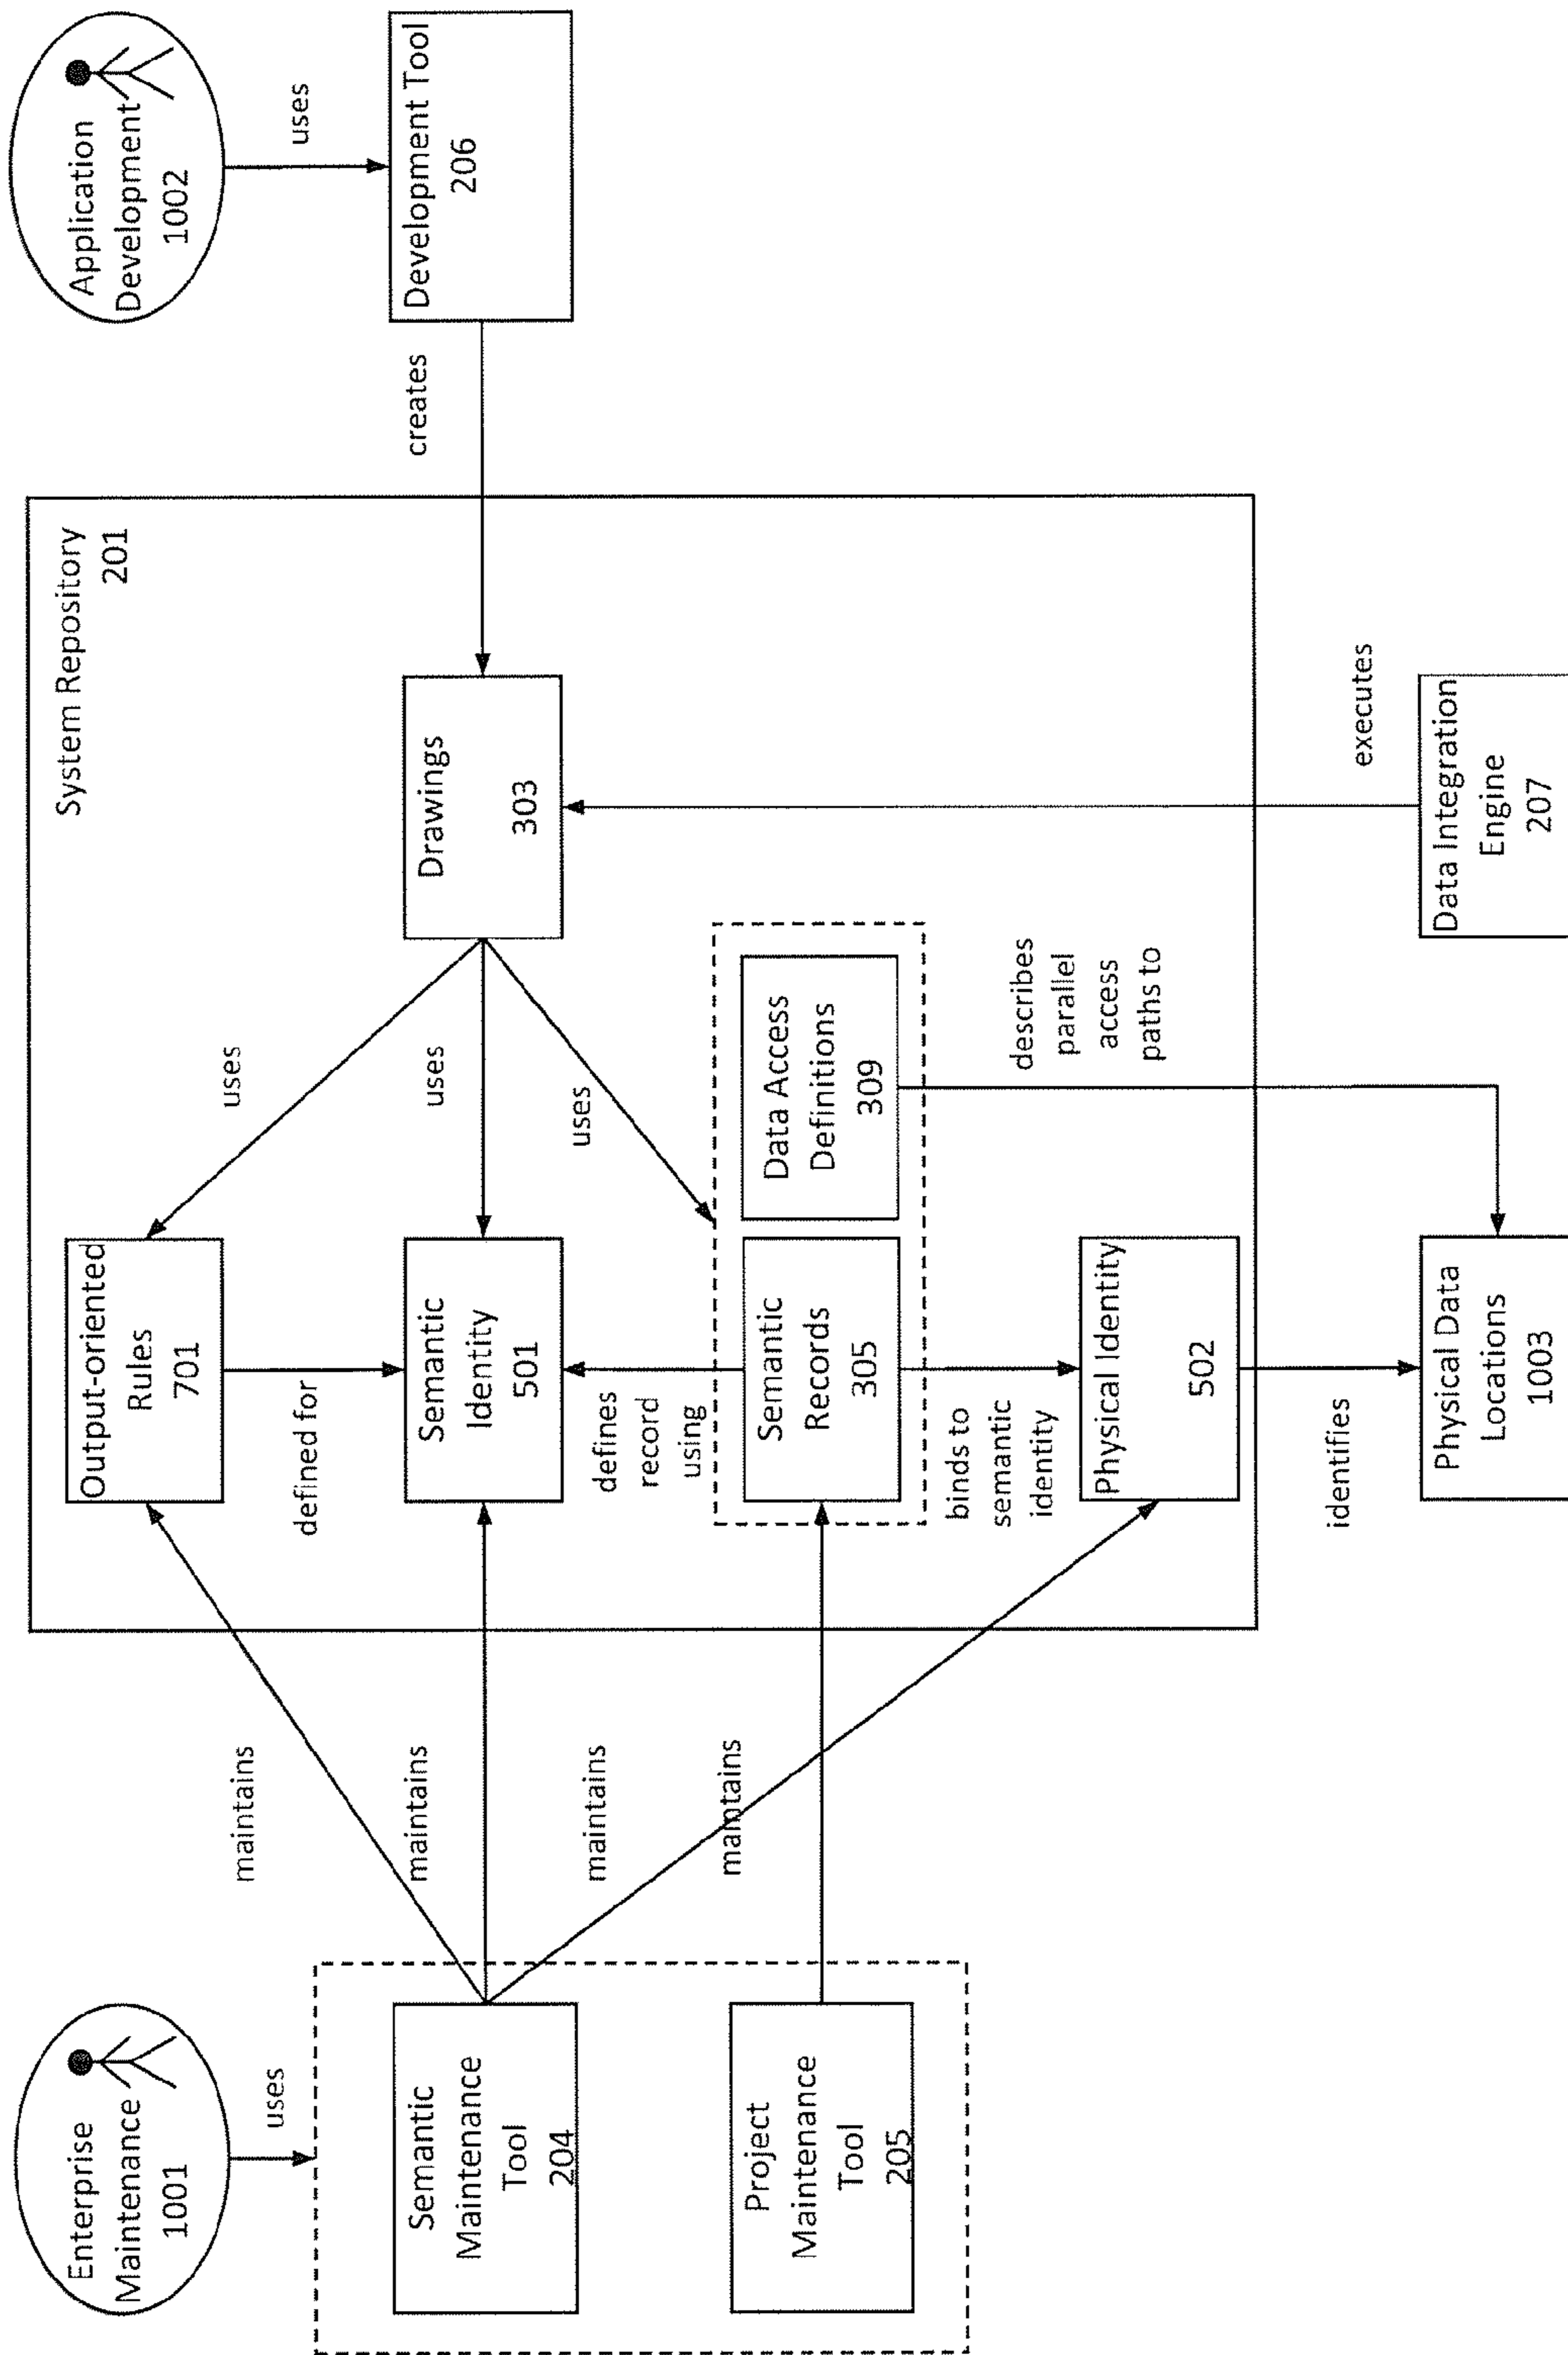 Enterprise
Maintenance
1001
uses
Semantic
Maintenance
Tool
204
Project
Maintenance
Tool
205
maintains
maintains
maintains
maintains
System Repository
201
Output-oriented
Rules
701
defined for
Semantic
Identity
501
defines
record
using
Semantic
Records
305
binds to
semantic
identity
Physical Identity
502
identifies
Physical Data
Locations
1003
uses
uses
uses
Data Access
Definitions
309
describes
parallel
access
paths to
Drawings
303
executes
Data Integration
Engine
207
creates
Application
Development
1002
uses
Development Tool
206